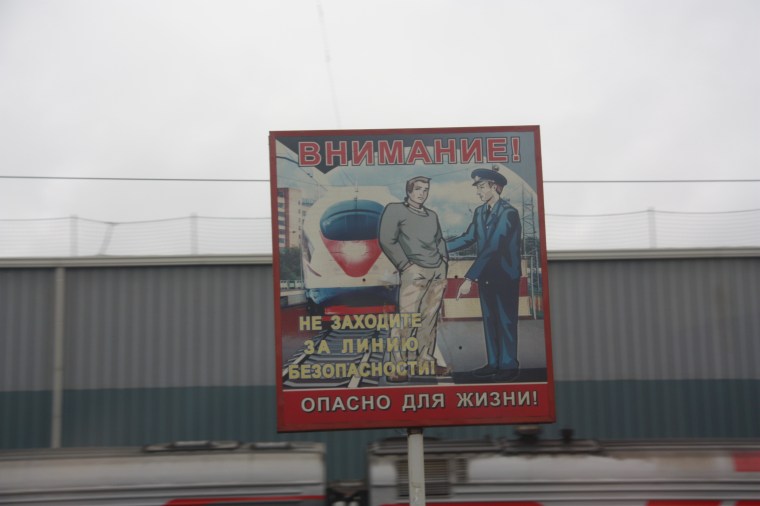 ВНИМАНИЕ!
НЕ ЗАХОДИТЕ
ЗА ЛИНИЮ
БЕЗОПАСНОСТИ!
ОПАСНО ДЛЯ ЖИЗНИ!